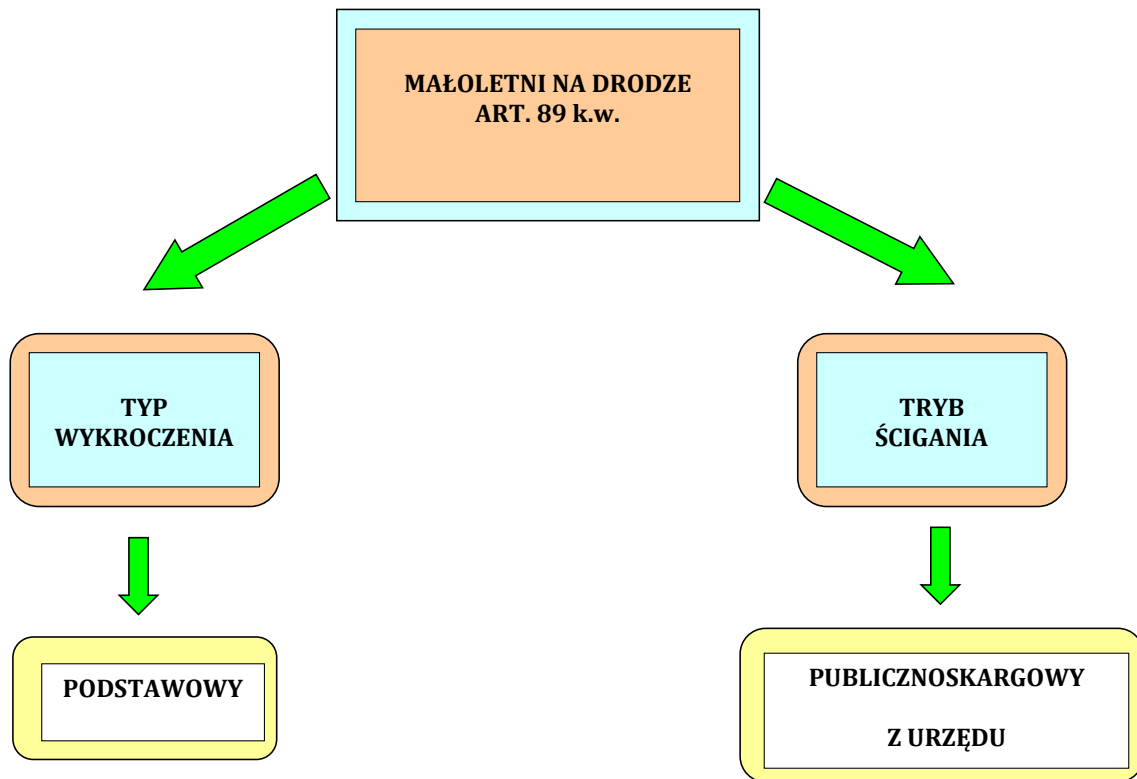 MAŁOLETNI NA DRODZE
ART. 89 k.w.
TYP
WYKROCZENIA
TRYB
ŚCIGANIA
PODSTAWOWY
PUBLICZNOSKARGOWY
Z URZĘDU